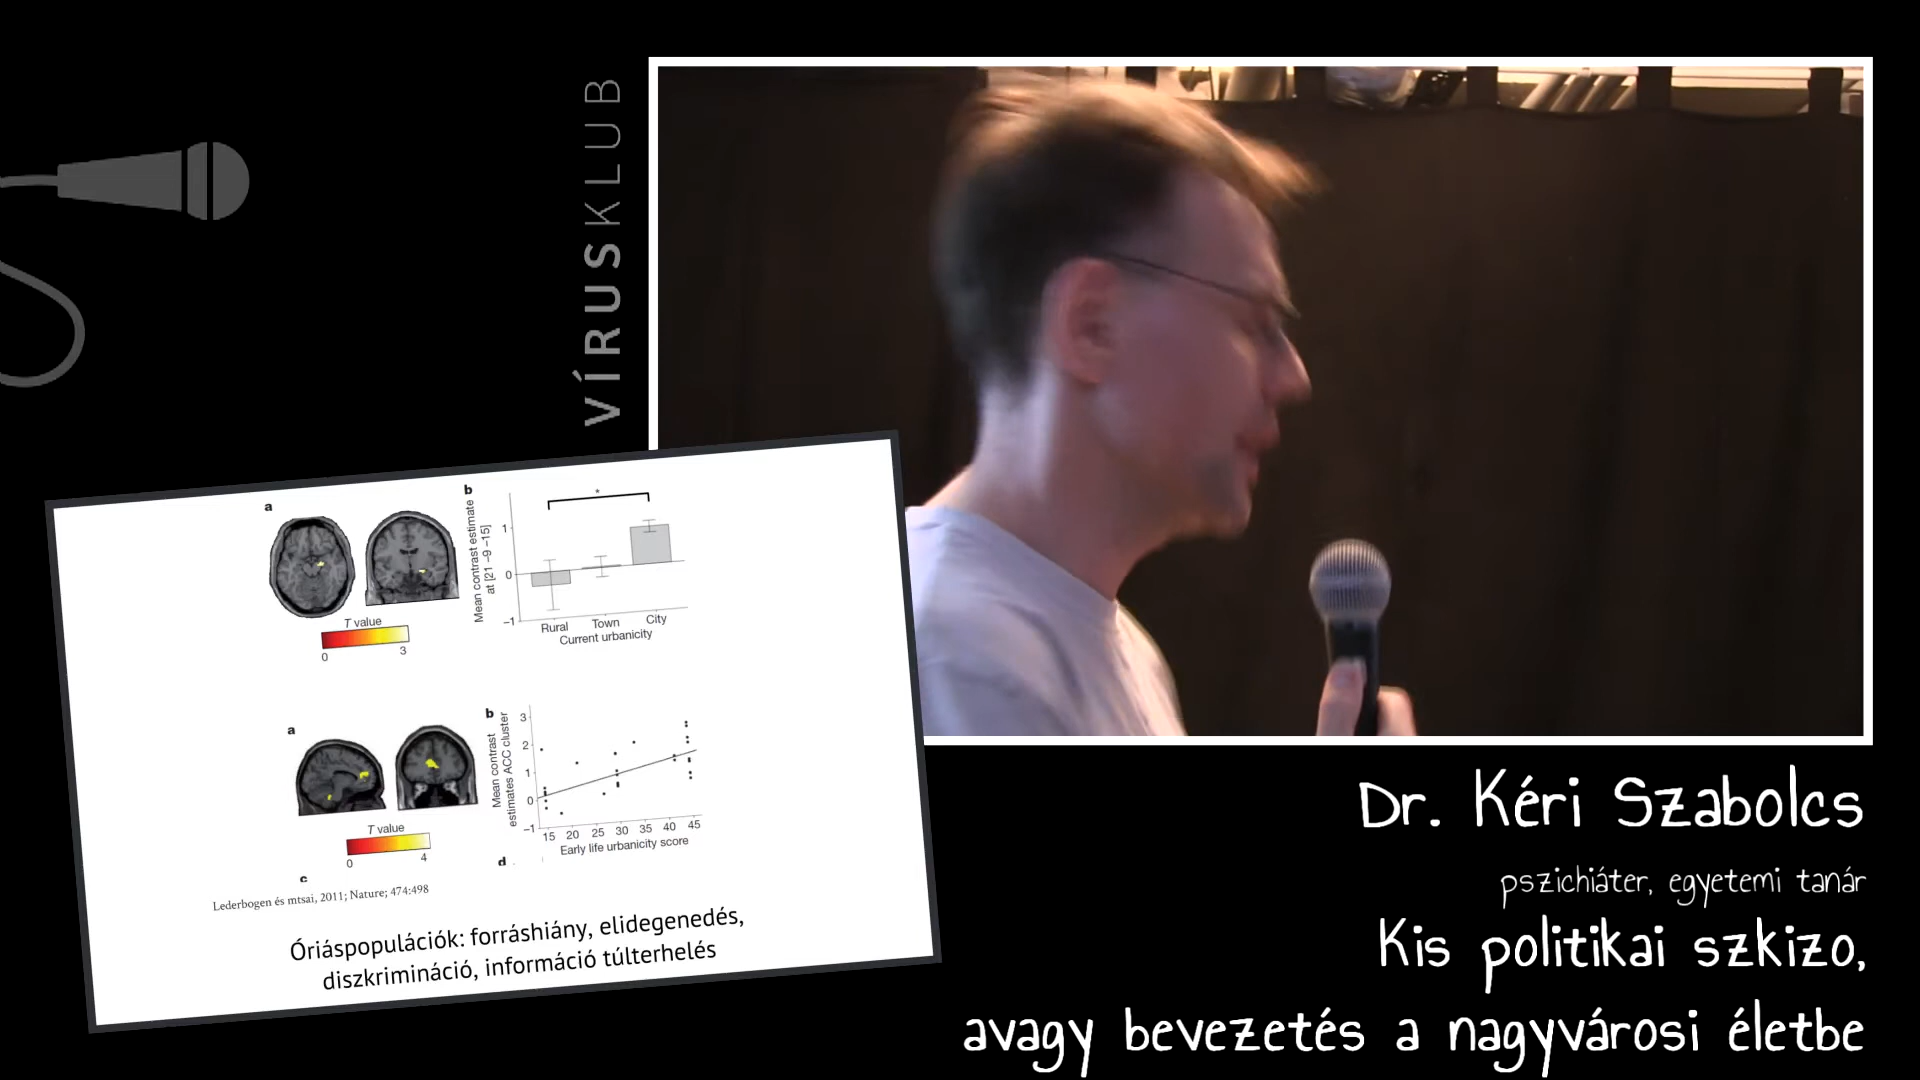 VÍRUSKLUB
a
T value
0 3
b
Mean contrast estimate
at [21 –9 –15]
*
1
0
–1
Rural Town City
Current urbanicity
a
T value
0 4
c
b
Mean contrast
estimates ACC cluster
3
2
1
0
–1
15 20 25 30 35 40 45
Early life urbanicity score
d
Lederbogen és mtsai, 2011; Nature; 474:498
Óriáspopulációk: forráshiány, elidegenedés,
diszkrimináció, információ túlterhelés
Dr. Kéri Szabolcs
pszichiáter, egyetemi tanár
Kis politikai szkizo,
avagy bevezetés a nagyvárosi életbe